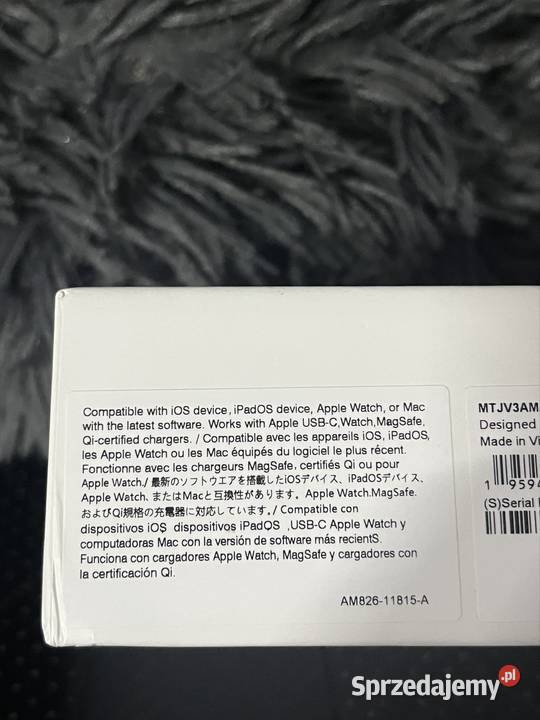 Compatible with iOS device, iPadOS device, Apple Watch, or Mac
with the latest software. Works with Apple USB-C,Watch,MagSafe,
Qi-certified chargers. / Compatible avec les appareils iOS, iPadOS,
les Apple Watch ou les Mac équipés du logiciel le plus récent.
Fonctionne avec les chargeurs MagSafe, certifiés Qi ou pour
Apple Watch./ 最新のソフトウエアを搭載したiOSデバイス、iPadOSデバイス、
Apple Watch、またはMacと互換性があります。Apple Watch.MagSafe.
およびQi規格の充電器に対応しています。/ Compatible con
dispositivos iOS, dispositivos iPadOS ,USB-C Apple Watch y
computadoras Mac con la versión de software más recientS.
Funciona con cargadores Apple Watch, MagSafe y cargadores con
la certificación Qi.
AM826-11815-A
MTJV3AM
Designed
Made in Vi
1 9594
(S)Serial
Sprzedajemy.pl